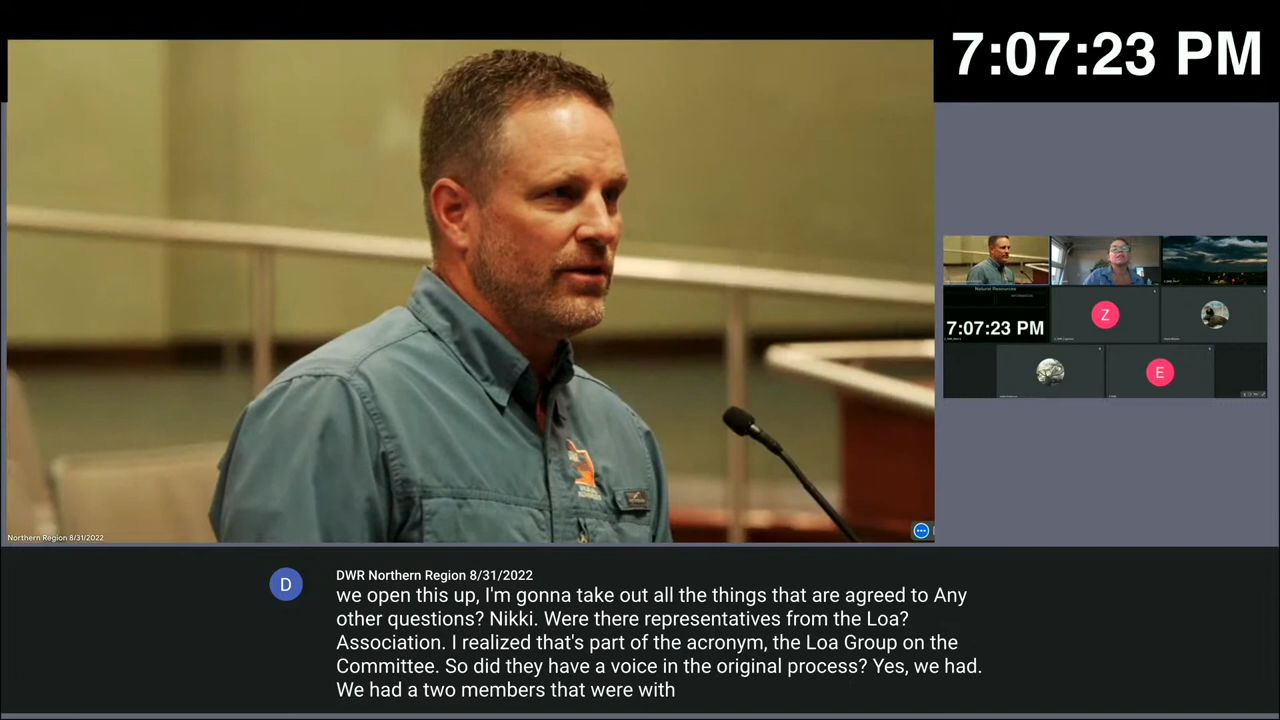 7:07:23 PM
Natural Resources
7:07:23 PM
Z
E
Northern Region 8/31/2022
D
DWR Northern Region 8/31/2022
we open this up, I'm gonna take out all the things that are agreed to Any
other questions? Nikki. Were there representatives from the Loa?
Association. I realized that's part of the acronym, the Loa Group on the
Committee. So did they have a voice in the original process? Yes, we had.
We had a two members that were with